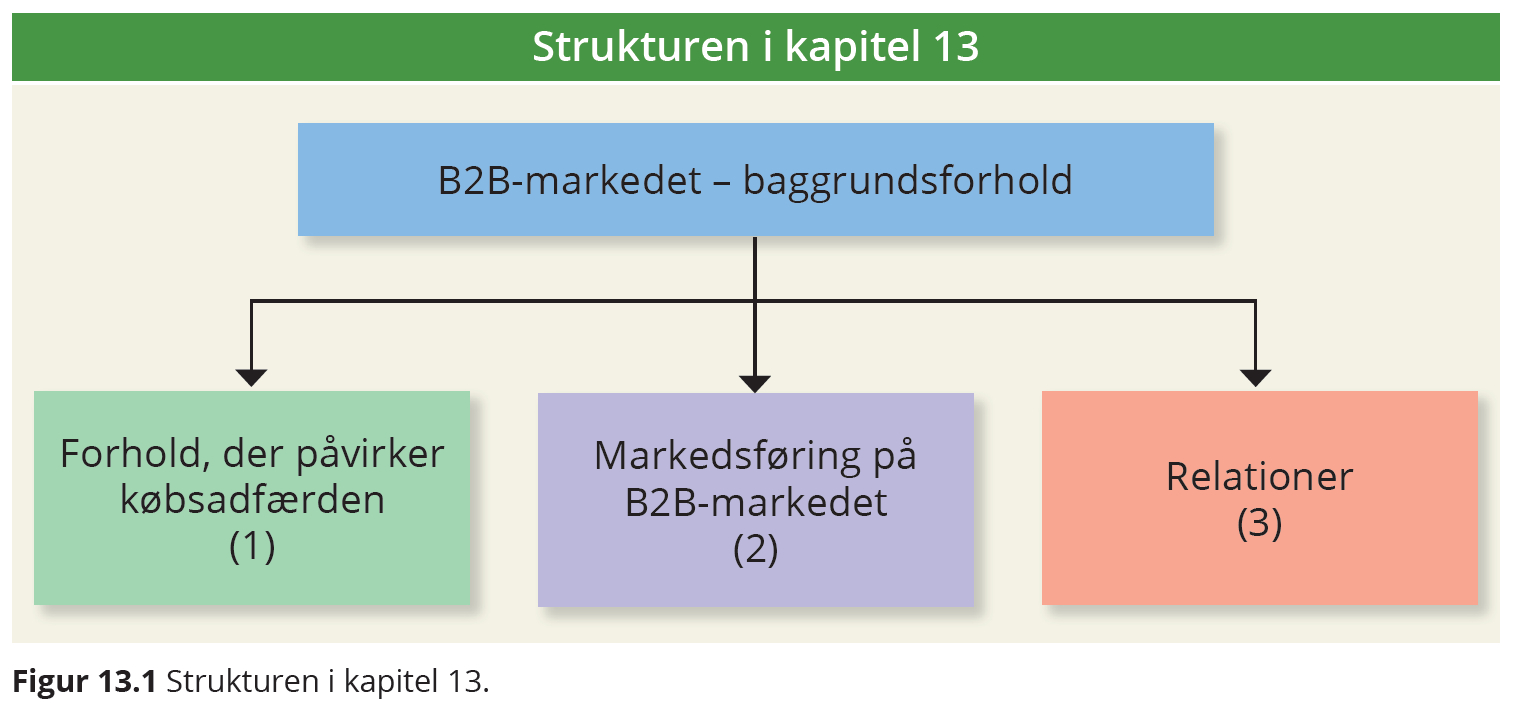 Strukturen i kapitel 13
B2B-markedet – baggrundsforhold
Forhold, der påvirker
købsadfærden
(1)
Markedsføring på
B2B-markedet
(2)
Relationer
(3)
Figur 13.1 Strukturen i kapitel 13.